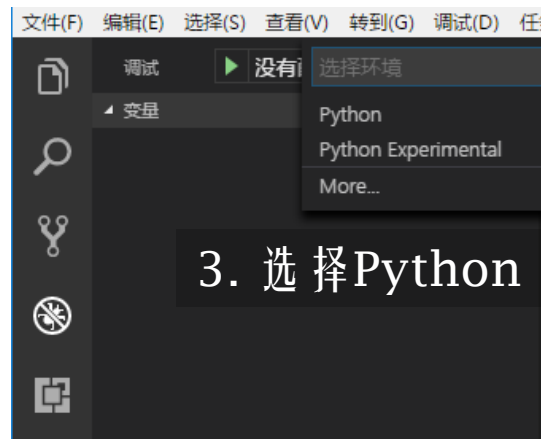 文件(F) 编辑(E) 选择(S) 查看(V) 转到(G) 调试(D)
调试 没有
选择环境
变量
Python
Python Experimental
More...
3. 选择Python